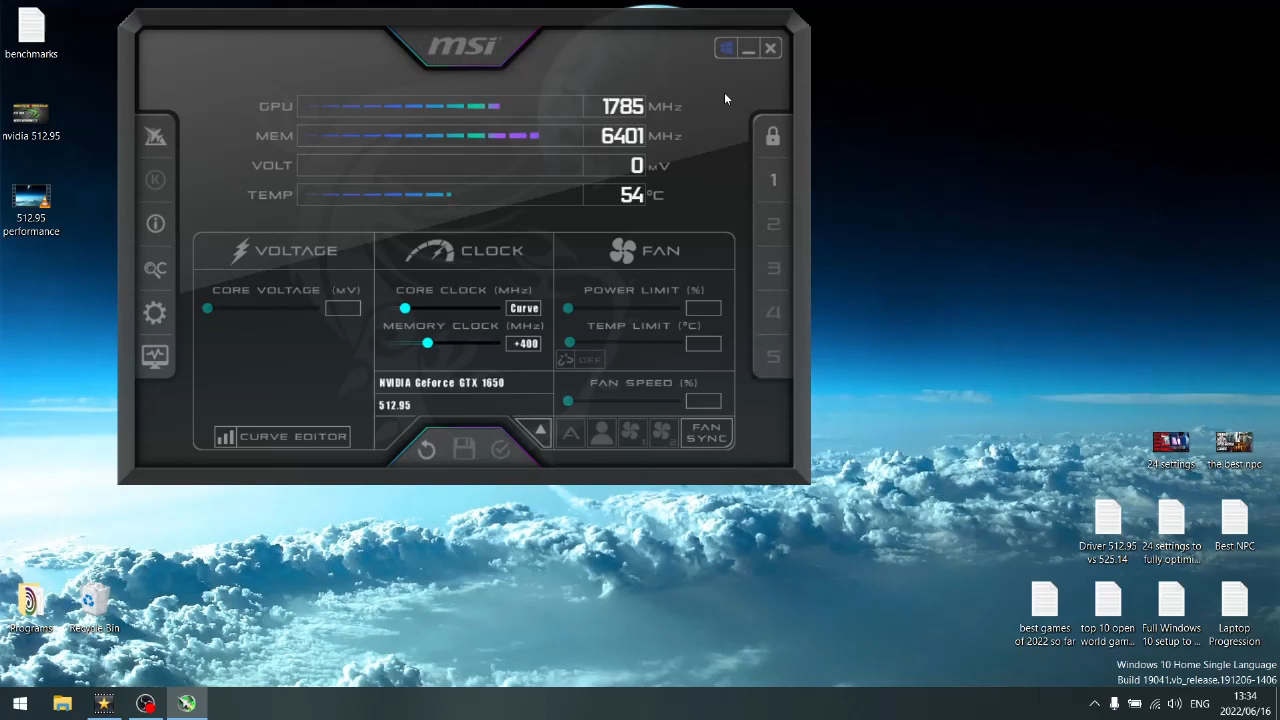 benchmarks
nvidia 512.95
512.95
performance
msi
GPU 1785 MHz
MEM 6401 MHz
VOLT 0 MV
TEMP 54 °C
K
1
2
3
4
5
VOLTAGE
CORE VOLTAGE (MV)
CURVE EDITOR
CLOCK
CORE CLOCK (MHz)
Curve
MEMORY CLOCK (MHz)
+400
NVIDIA GeForce GTX 1650
512.95
FAN
POWER LIMIT (%)
TEMP LIMIT (°C)
OFF
FAN SPEED (%)
A
1
2
FAN
SYNC
24 settings
the best npc
Driver 512.95
vs 525.14
24 settings to
fully optimi...
Best NPC
best games
of 2022 so far
top 10 open
world gam...
Full Windows
10 setup to ...
Laptop
Progression
Programs
Recycle Bin
Windows 10 Home Single Language
Build 19041.vb_release.191206-1406
ENG
13:34
2022/06/16